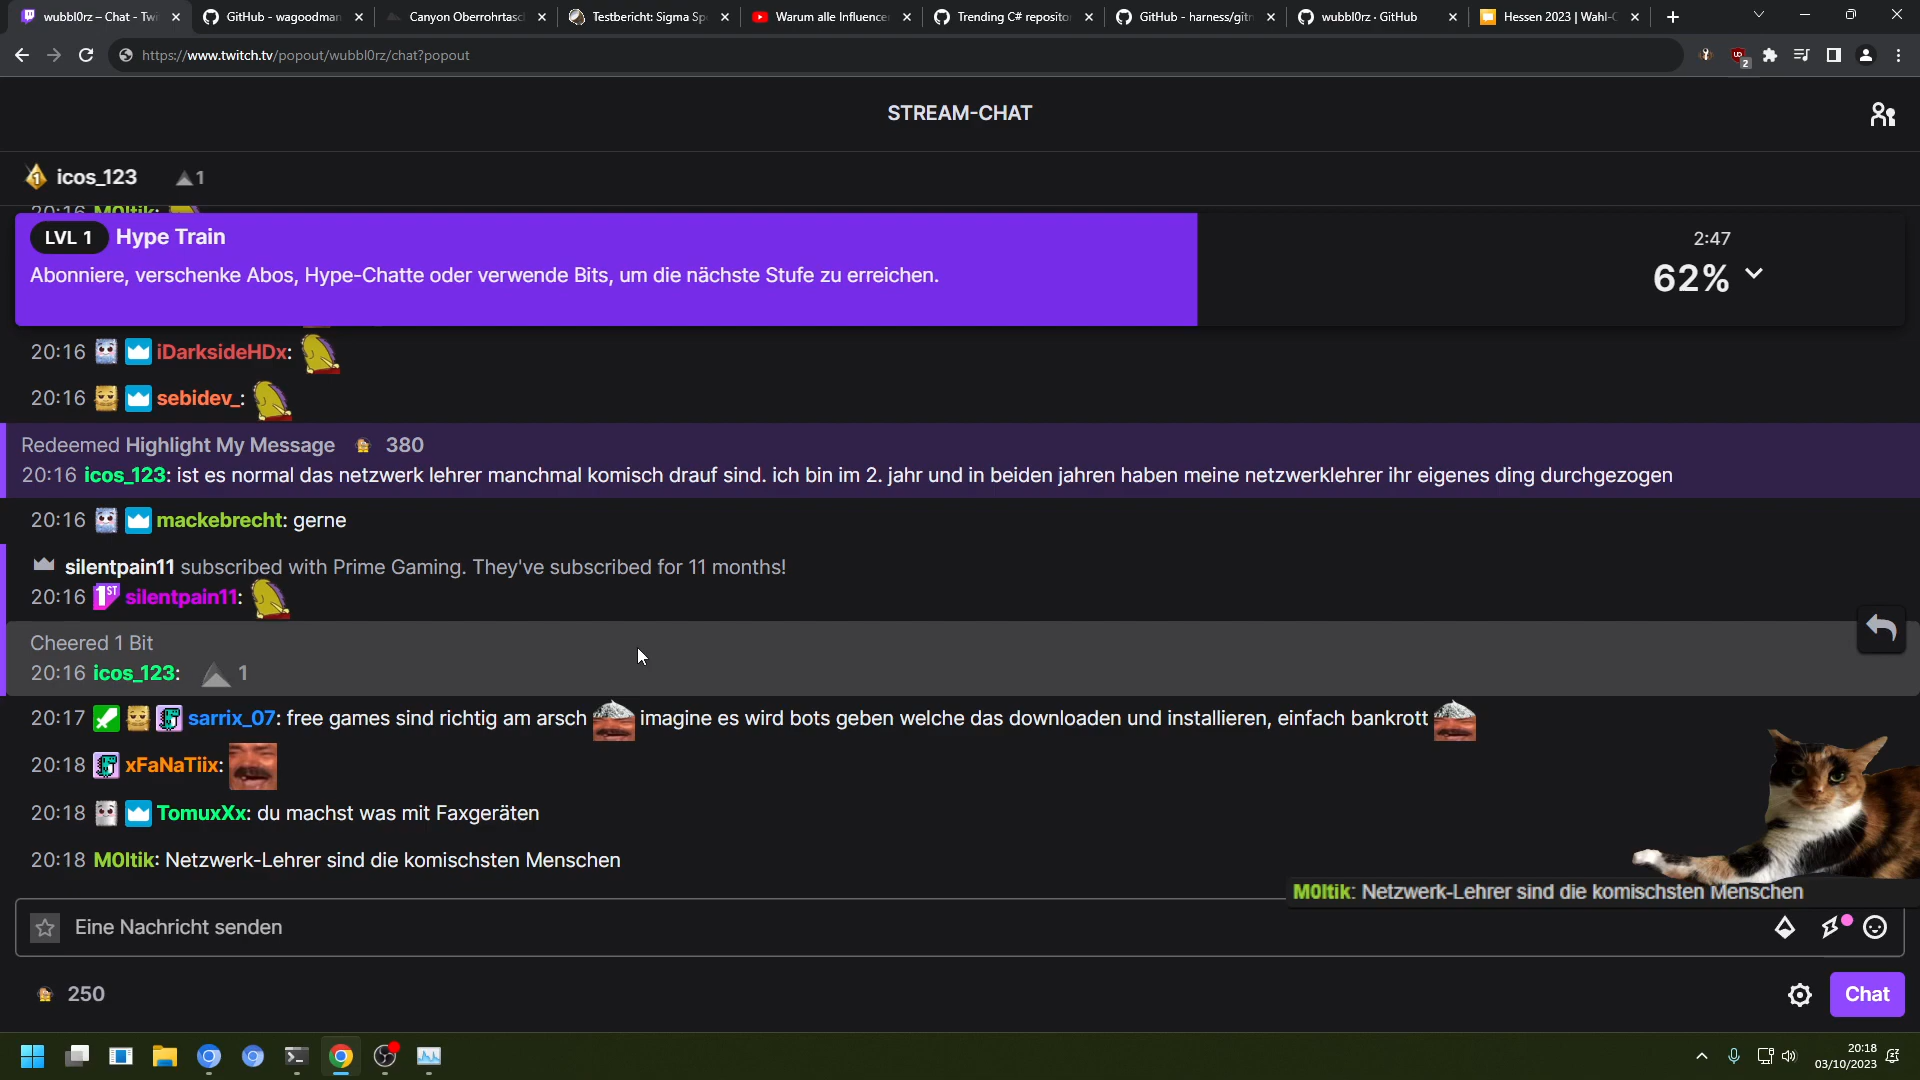 wubbl0rz – Chat - Twi
GitHub - wagoodman
Canyon Oberrohrtasc
Testbericht: Sigma Sp
Warum alle Influence
Trending C# reposito
GitHub - harness/gitn
wubbl0rz · GitHub
Hessen 2023 | Wahl-
https://www.twitch.tv/popout/wubbl0rz/chat?popout
2
STREAM-CHAT
1 icos_123 1
20:16 M0ltik:
LVL 1 Hype Train
Abonniere, verschenke Abos, Hype-Chatte oder verwende Bits, um die nächste Stufe zu erreichen.
2:47
62%
20:16 iDarksideHDx:
20:16 sebidev_:
Redeemed Highlight My Message 380
20:16 icos_123: ist es normal das netzwerk lehrer manchmal komisch drauf sind. ich bin im 2. jahr und in beiden jahren haben meine netzwerklehrer ihr eigenes ding durchgezogen
20:16 mackebrecht: gerne
silentpain11 subscribed with Prime Gaming. They've subscribed for 11 months!
20:16 1ST silentpain11:
Cheered 1 Bit
20:16 icos_123: 1
20:17 sarrix_07: free games sind richtig am arsch imagine es wird bots geben welche das downloaden und installieren, einfach bankrott
20:18 xFaNaTiix:
20:18 TomuxXx: du machst was mit Faxgeräten
20:18 M0ltik: Netzwerk-Lehrer sind die komischsten Menschen
M0ltik: Netzwerk-Lehrer sind die komischsten Menschen
Eine Nachricht senden
250
Chat
20:18
03/10/2023